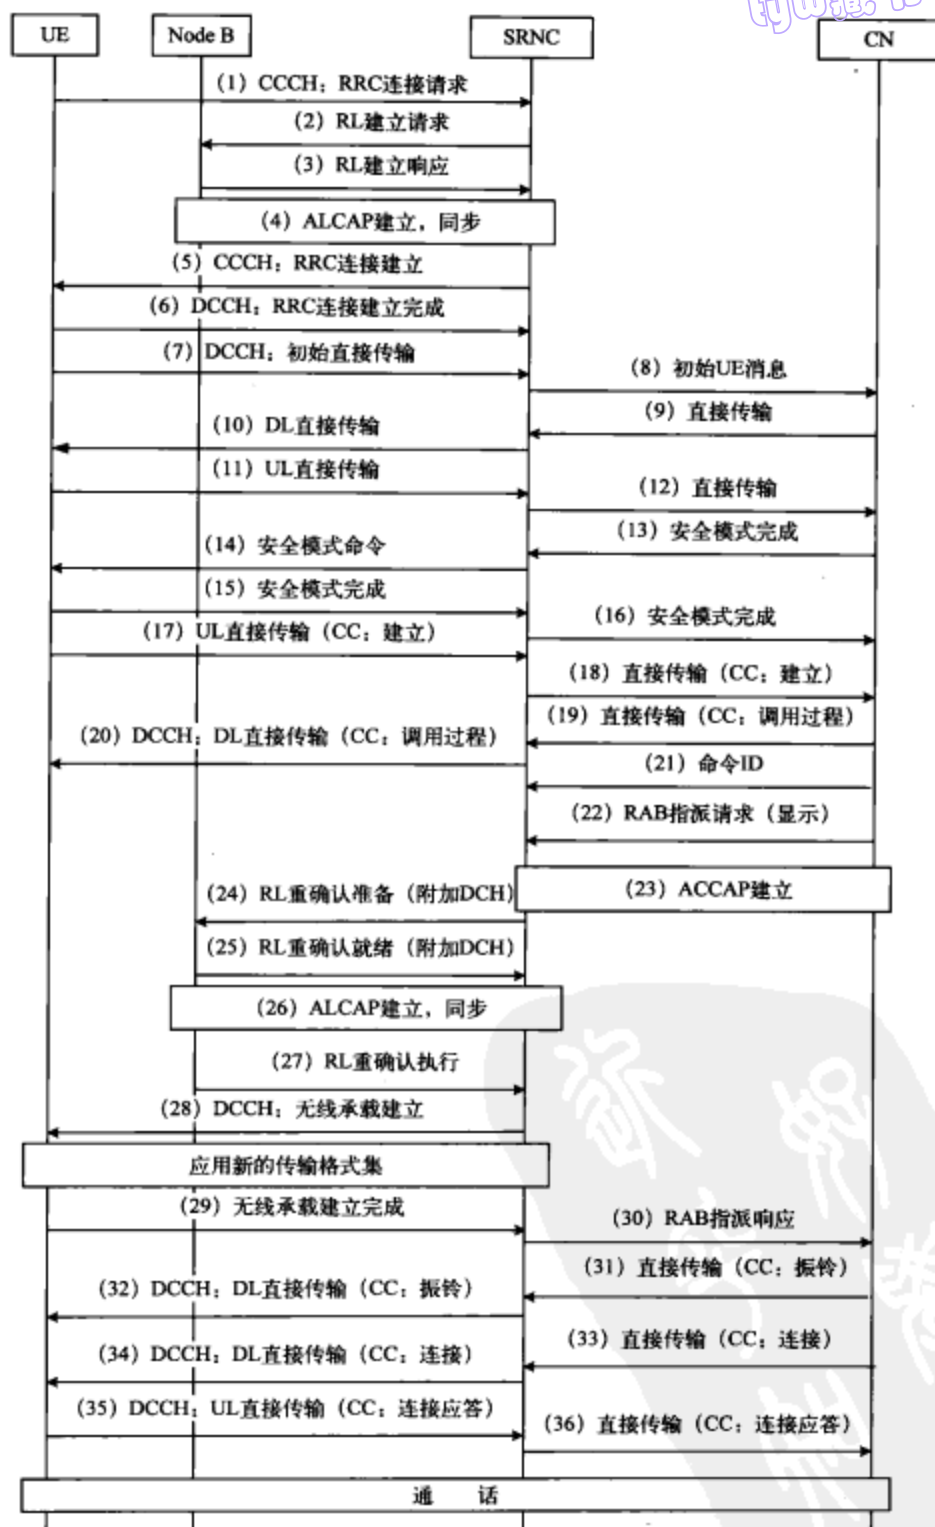 UE
Node B
SRNC
CN
(1) CCCH：RRC连接请求
(2) RL建立请求
(3) RL建立响应
(4) ALCAP建立，同步
(5) CCCH：RRC连接建立
(6) DCCH：RRC连接建立完成
(7) DCCH：初始直接传输
(8) 初始UE消息
(9) 直接传输
(10) DL直接传输
(11) UL直接传输
(12) 直接传输
(13) 安全模式完成
(14) 安全模式命令
(15) 安全模式完成
(16) 安全模式完成
(17) UL直接传输（CC：建立）
(18) 直接传输（CC：建立）
(19) 直接传输（CC：调用过程）
(20) DCCH：DL直接传输（CC：调用过程）
(21) 命令ID
(22) RAB指派请求（显示）
(23) ACCAP建立
(24) RL重确认准备（附加DCH）
(25) RL重确认就绪（附加DCH）
(26) ALCAP建立，同步
(27) RL重确认执行
(28) DCCH：无线承载建立
应用新的传输格式集
(29) 无线承载建立完成
(30) RAB指派响应
(31) 直接传输（CC：振铃）
(32) DCCH：DL直接传输（CC：振铃）
(33) 直接传输（CC：连接）
(34) DCCH：DL直接传输（CC：连接）
(35) DCCH：UL直接传输（CC：连接应答）
(36) 直接传输（CC：连接应答）
通 话